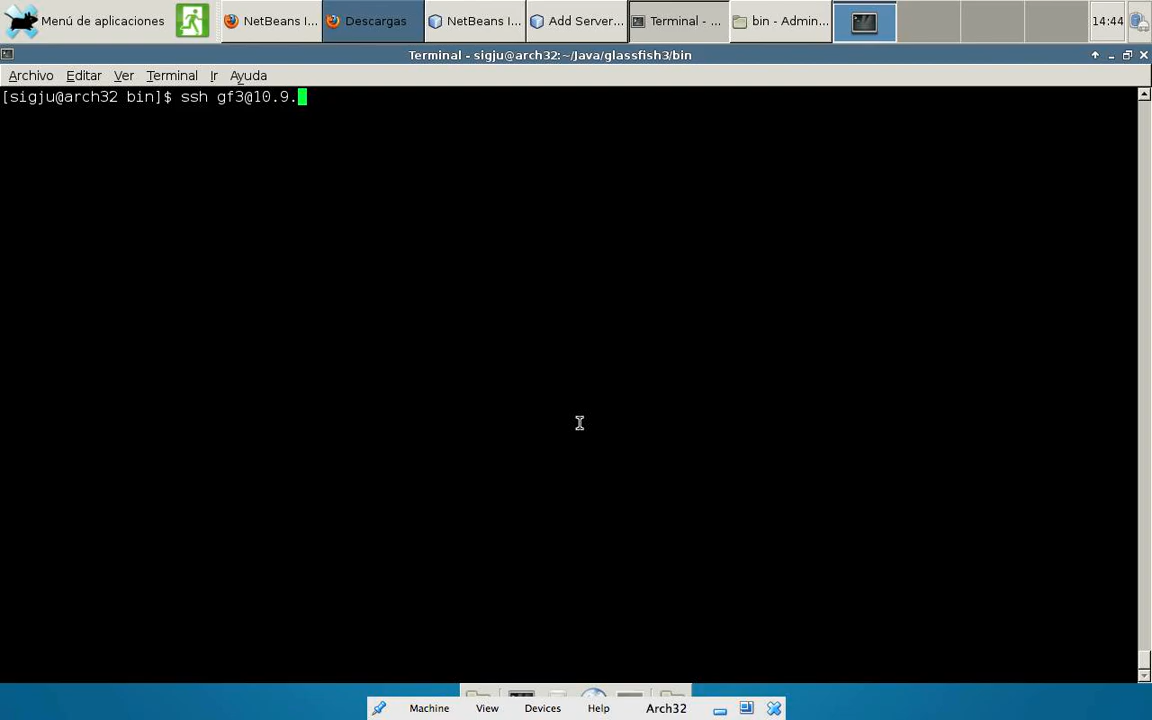 Menú de aplicaciones
NetBeans I...
Descargas
NetBeans I...
Add Server...
Terminal - ...
bin - Admin...
14:44
Terminal - sigju@arch32:~/Java/glassfish3/bin
Archivo Editar Ver Terminal Ir Ayuda
[sigju@arch32 bin]$ ssh gf3@10.9.
Machine View Devices Help Arch32